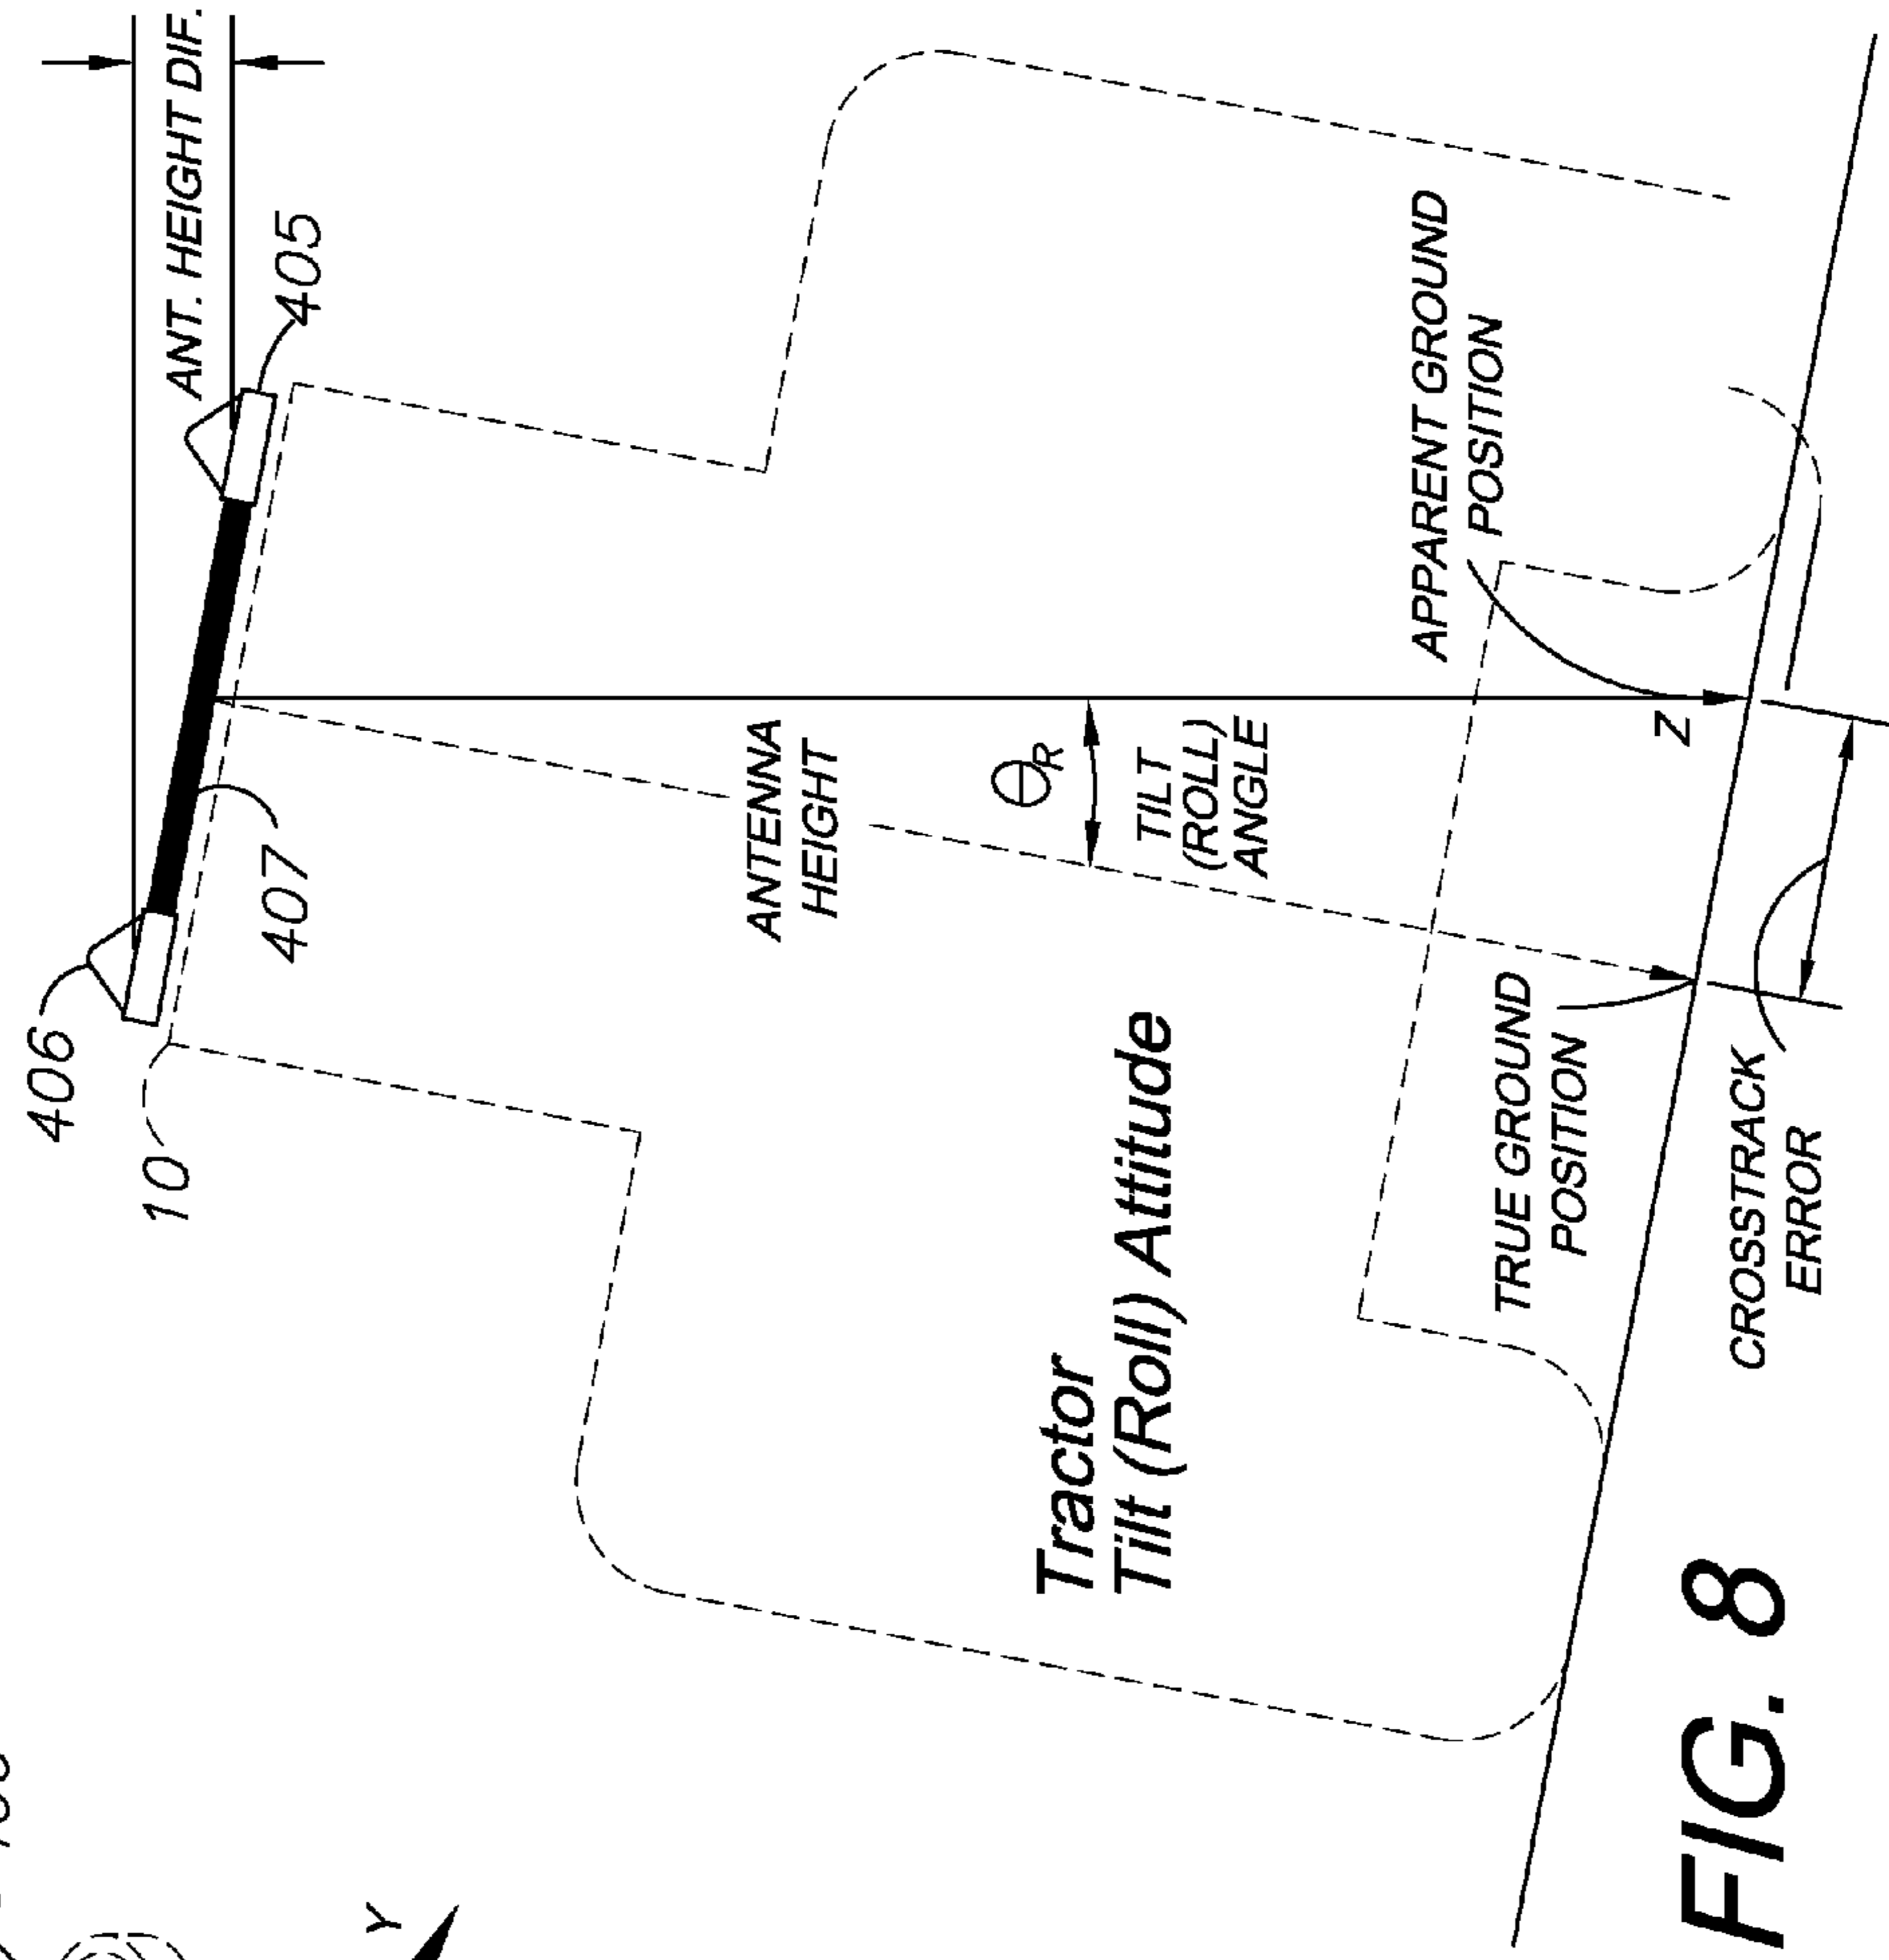 ANT. HEIGHT DIF.
406
405
10
407
ANTENNA
HEIGHT
θR
TILT
(ROLL)
ANGLE
APPARENT GROUND
POSITION
Z
Tractor
Tilt (Roll) Attitude
TRUE GROUND
POSITION
CROSSTRACK
ERROR
Y
FIG. 8